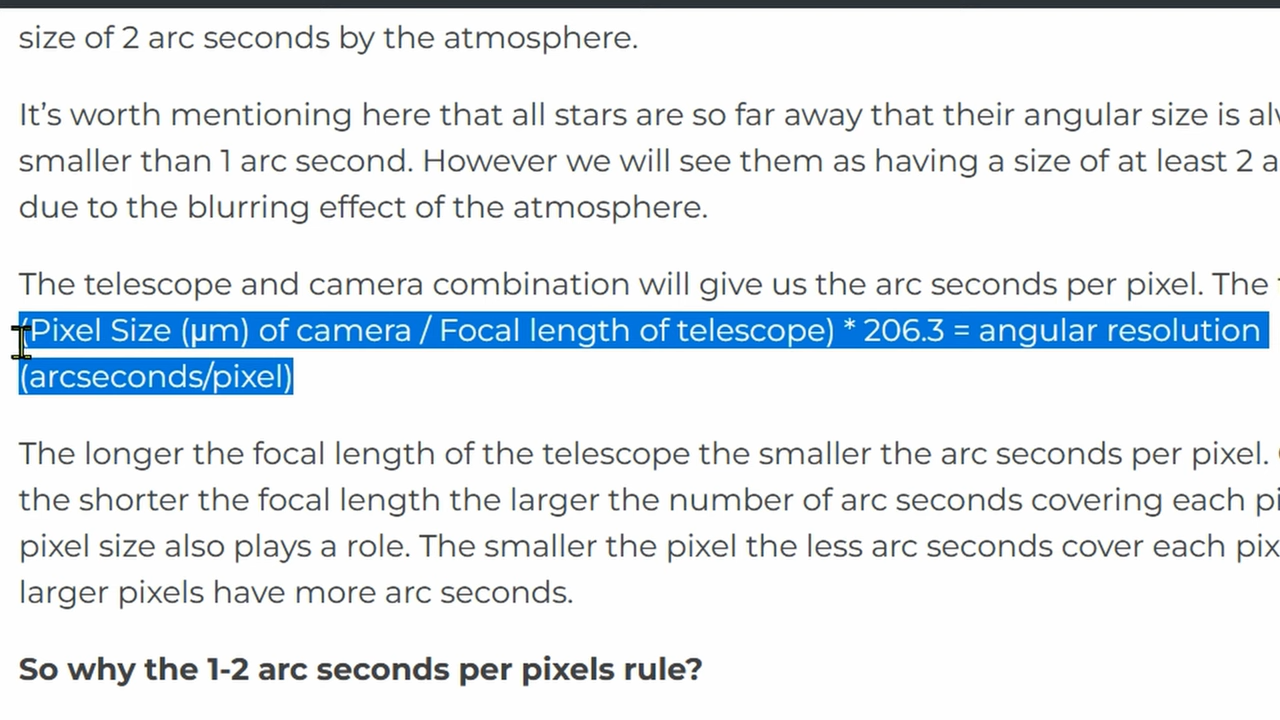 size of 2 arc seconds by the atmosphere.
It’s worth mentioning here that all stars are so far away that their angular size is
smaller than 1 arc second. However we will see them as having a size of at least 2
due to the blurring effect of the atmosphere.
The telescope and camera combination will give us the arc seconds per pixel. The
(Pixel Size (µm) of camera / Focal length of telescope) * 206.3 = angular resolution
(arcseconds/pixel)
The longer the focal length of the telescope the smaller the arc seconds per pixel.
the shorter the focal length the larger the number of arc seconds covering each
pixel size also plays a role. The smaller the pixel the less arc seconds cover each
larger pixels have more arc seconds.
So why the 1-2 arc seconds per pixels rule?